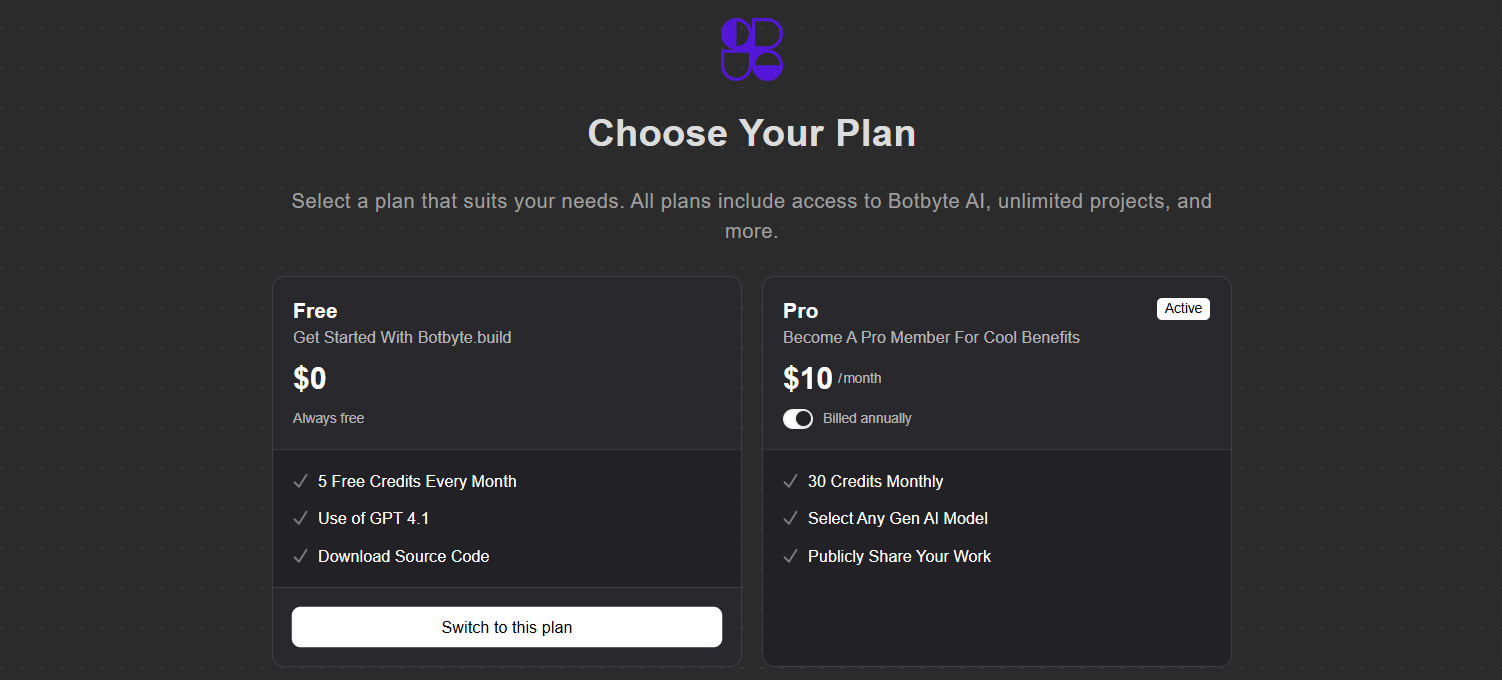 Choose Your Plan
Select a plan that suits your needs. All plans include access to Botbyte AI, unlimited projects, and
more.
Free
Get Started With Botbyte.build
$0
Always free
5 Free Credits Every Month
Use of GPT 4.1
Download Source Code
Switch to this plan
Pro
Active
Become A Pro Member For Cool Benefits
$10 /month
Billed annually
30 Credits Monthly
Select Any Gen AI Model
Publicly Share Your Work